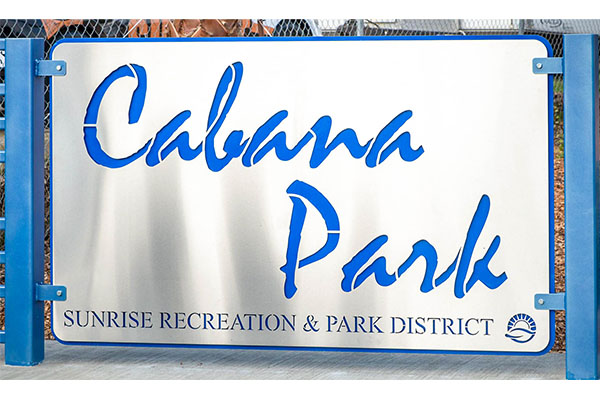 Cabana
Park
SUNRISE RECREATION & PARK DISTRICT